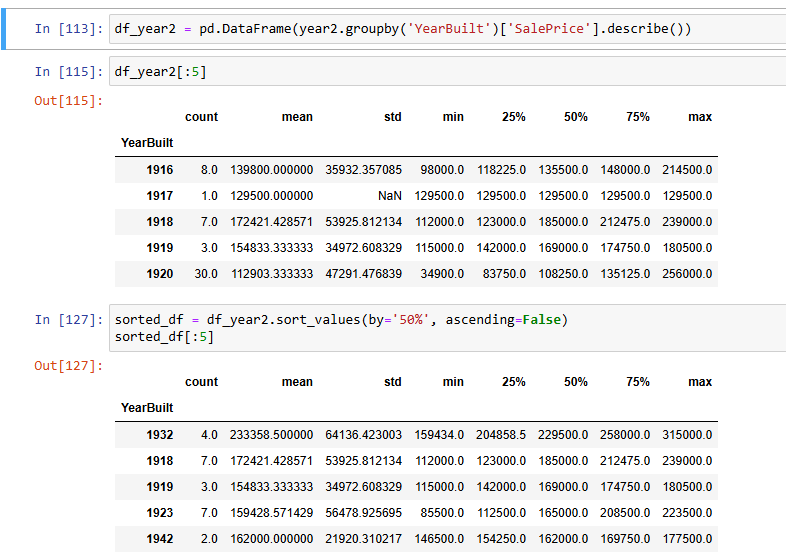 In [113]: df_year2 = pd.DataFrame(year2.groupby('YearBuilt')['SalePrice'].describe())
In [115]: df_year2[:5]
Out[115]:
count mean std min 25% 50% 75% max
YearBuilt
1916 8.0 139800.000000 35932.357085 98000.0 118225.0 135500.0 148000.0 214500.0
1917 1.0 129500.000000 NaN 129500.0 129500.0 129500.0 129500.0 129500.0
1918 7.0 172421.428571 53925.812134 112000.0 123000.0 185000.0 212475.0 239000.0
1919 3.0 154833.333333 34972.608329 115000.0 142000.0 169000.0 174750.0 180500.0
1920 30.0 112903.333333 47291.476839 34900.0 83750.0 108250.0 135125.0 256000.0
In [127]: sorted_df = df_year2.sort_values(by='50%', ascending=False)
sorted_df[:5]
Out[127]:
count mean std min 25% 50% 75% max
YearBuilt
1932 4.0 233358.500000 64136.423003 159434.0 204858.5 229500.0 258000.0 315000.0
1918 7.0 172421.428571 53925.812134 112000.0 123000.0 185000.0 212475.0 239000.0
1919 3.0 154833.333333 34972.608329 115000.0 142000.0 169000.0 174750.0 180500.0
1923 7.0 159428.571429 56478.925695 85500.0 112500.0 165000.0 208500.0 223500.0
1942 2.0 162000.000000 21920.310217 146500.0 154250.0 162000.0 169750.0 177500.0